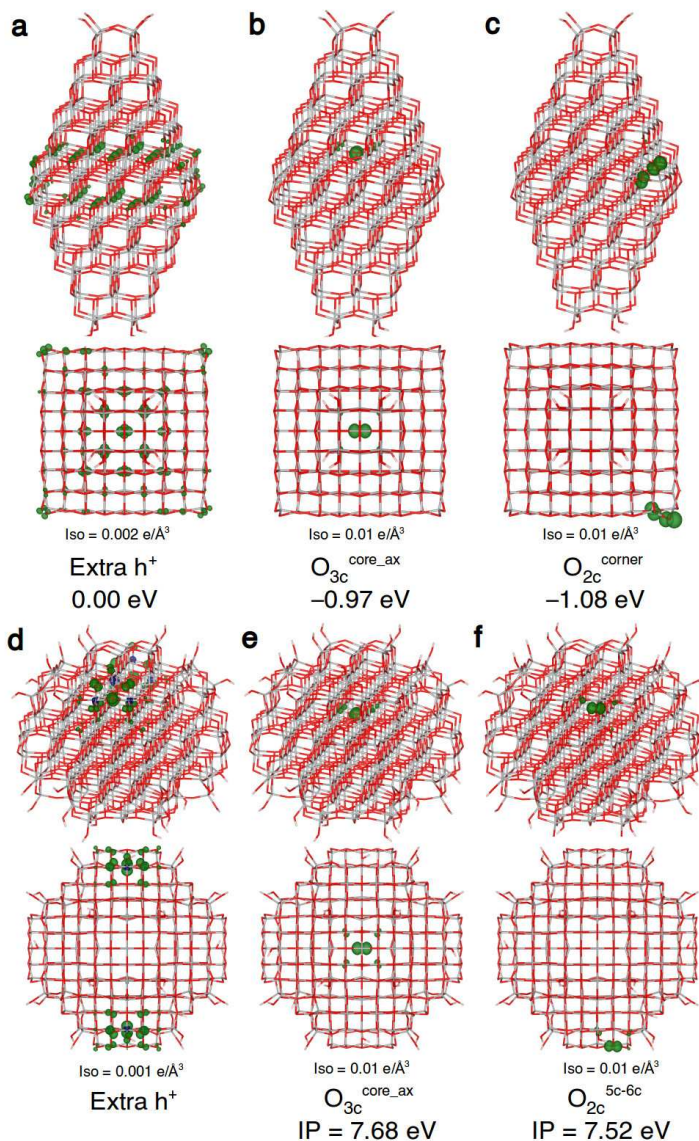 a
b
c
Iso = 0.002 e/Å³
Iso = 0.01 e/Å³
Iso = 0.01 e/Å³
Extra h⁺
O₃c^core_ax
O₂c^corner
0.00 eV
–0.97 eV
–1.08 eV
d
e
f
Iso = 0.001 e/Å³
Iso = 0.01 e/Å³
Iso = 0.01 e/Å³
Extra h⁺
O₃c^core_ax
O₂c^5c-6c
IP = 7.68 eV
IP = 7.52 eV